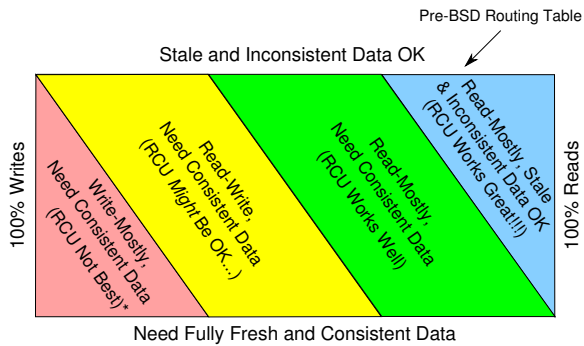 Pre-BSD Routing Table
Stale and Inconsistent Data OK
100% Writes
Write-Mostly,
Need Consistent Data
(RCU Not Best)*
Read-Write,
Need Consistent Data
(RCU Might Be OK...)
Read-Mostly,
Need Consistent Data
(RCU Works Well)
Read-Mostly, Stale
& Inconsistent Data OK
(RCU Works Great!!!)
100% Reads
Need Fully Fresh and Consistent Data